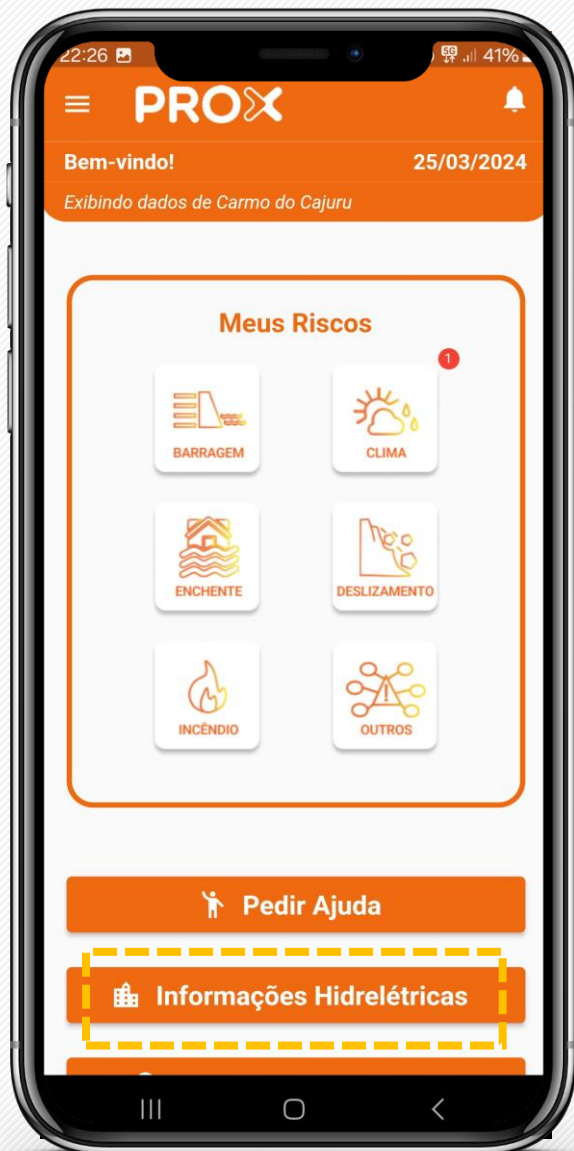 22:26 5G 41%
PROX
Bem-vindo! 25/03/2024
Exibindo dados de Carmo do Cajuru
Meus Riscos
1
BARRAGEM CLIMA
ENCHENTE DESLIZAMENTO
INCÊNDIO OUTROS
Pedir Ajuda
Informações Hidrelétricas